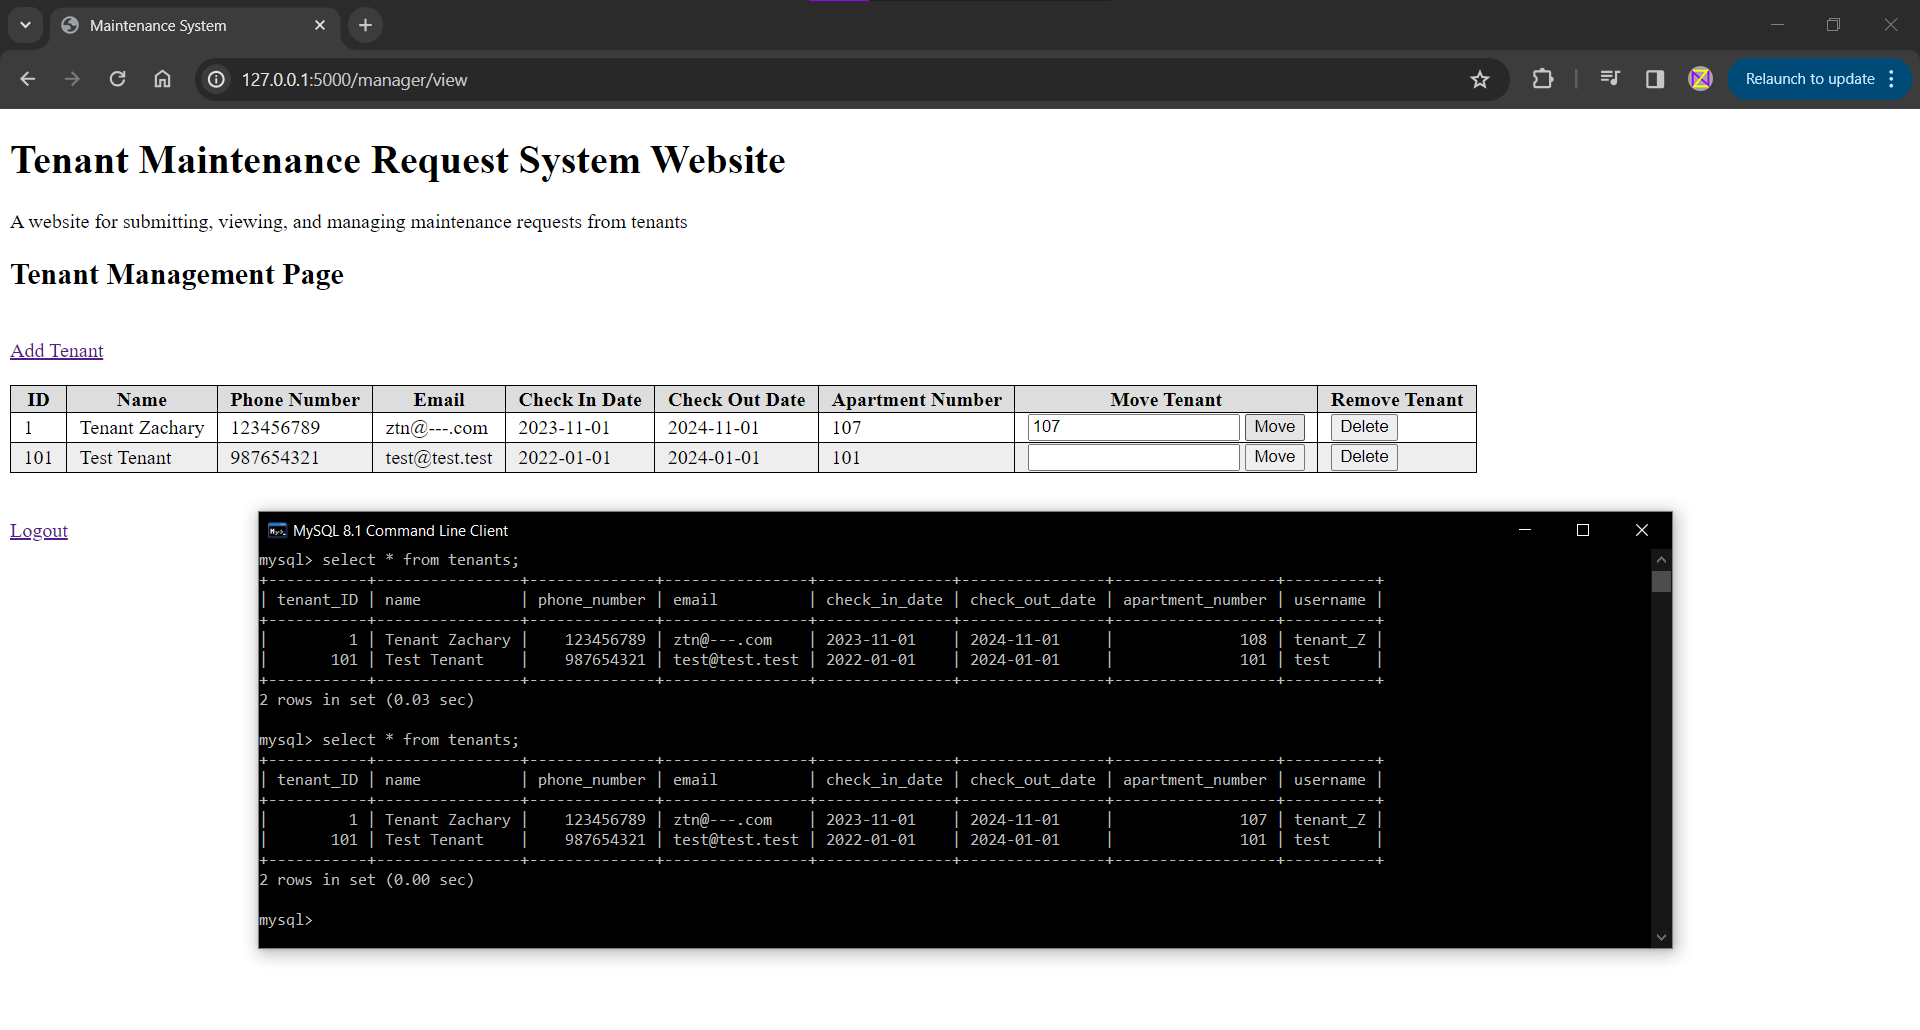 Maintenance System
127.0.0.1:5000/manager/view
Relaunch to update
Tenant Maintenance Request System Website
A website for submitting, viewing, and managing maintenance requests from tenants
Tenant Management Page
Add Tenant
ID Name Phone Number Email Check In Date Check Out Date Apartment Number Move Tenant Remove Tenant
1 Tenant Zachary 123456789 ztn@---.com 2023-11-01 2024-11-01 107 107 Move Delete
101 Test Tenant 987654321 test@test.test 2022-01-01 2024-01-01 101 Move Delete
Logout
MySQL 8.1 Command Line Client
mysql> select * from tenants;
+-----------+----------------+--------------+----------------+---------------+----------------+------------------+----------+
| tenant_ID | name           | phone_number | email          | check_in_date | check_out_date | apartment_number | username |
+-----------+----------------+--------------+----------------+---------------+----------------+------------------+----------+
|         1 | Tenant Zachary |    123456789 | ztn@---.com    | 2023-11-01    | 2024-11-01     |              108 | tenant_Z |
|       101 | Test Tenant    |    987654321 | test@test.test | 2022-01-01    | 2024-01-01     |              101 | test     |
+-----------+----------------+--------------+----------------+---------------+----------------+------------------+----------+
2 rows in set (0.03 sec)
mysql> select * from tenants;
+-----------+----------------+--------------+----------------+---------------+----------------+------------------+----------+
| tenant_ID | name           | phone_number | email          | check_in_date | check_out_date | apartment_number | username |
+-----------+----------------+--------------+----------------+---------------+----------------+------------------+----------+
|         1 | Tenant Zachary |    123456789 | ztn@---.com    | 2023-11-01    | 2024-11-01     |              107 | tenant_Z |
|       101 | Test Tenant    |    987654321 | test@test.test | 2022-01-01    | 2024-01-01     |              101 | test     |
+-----------+----------------+--------------+----------------+---------------+----------------+------------------+----------+
2 rows in set (0.00 sec)
mysql>